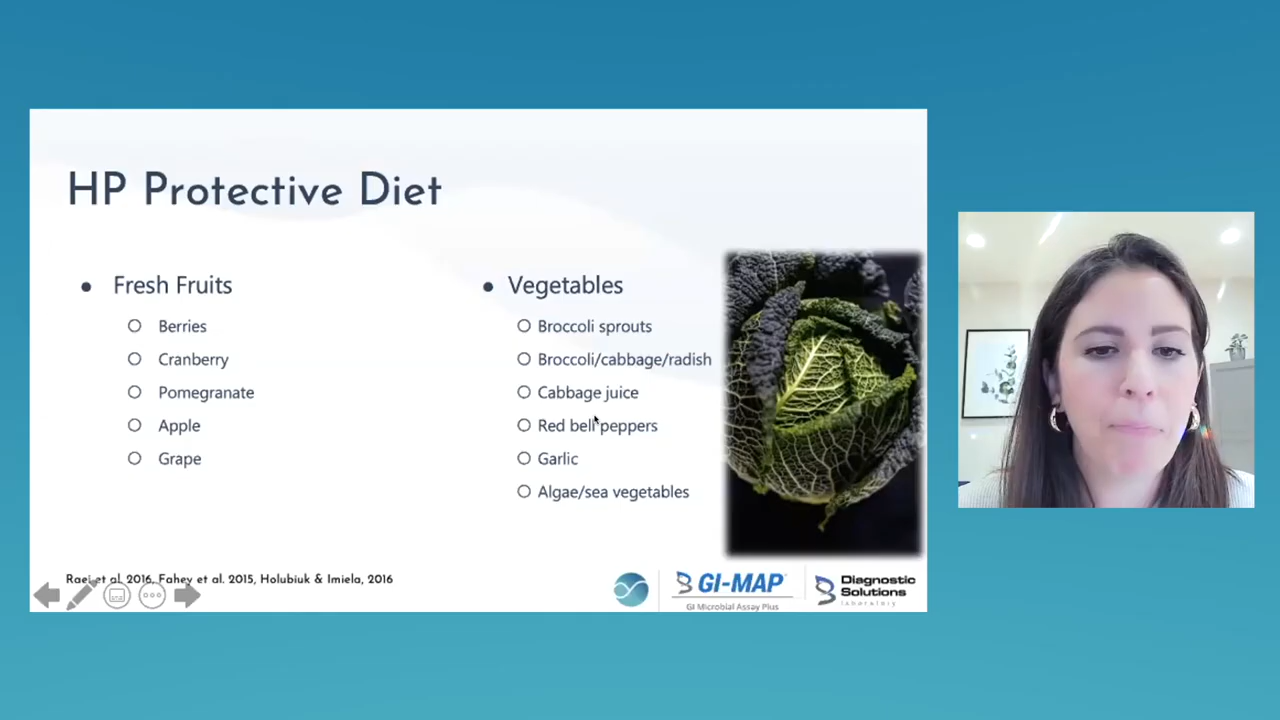 HP Protective Diet
Fresh Fruits
Berries
Cranberry
Pomegranate
Apple
Grape
Vegetables
Broccoli sprouts
Broccoli/cabbage/radish
Cabbage juice
Red bell peppers
Garlic
Algae/sea vegetables
Raei et al. 2016, Fahey et al. 2015, Holubiuk & Imiela, 2016
GI-MAP
GI Microbial Assay Plus
Diagnostic
Solutions
laboratory